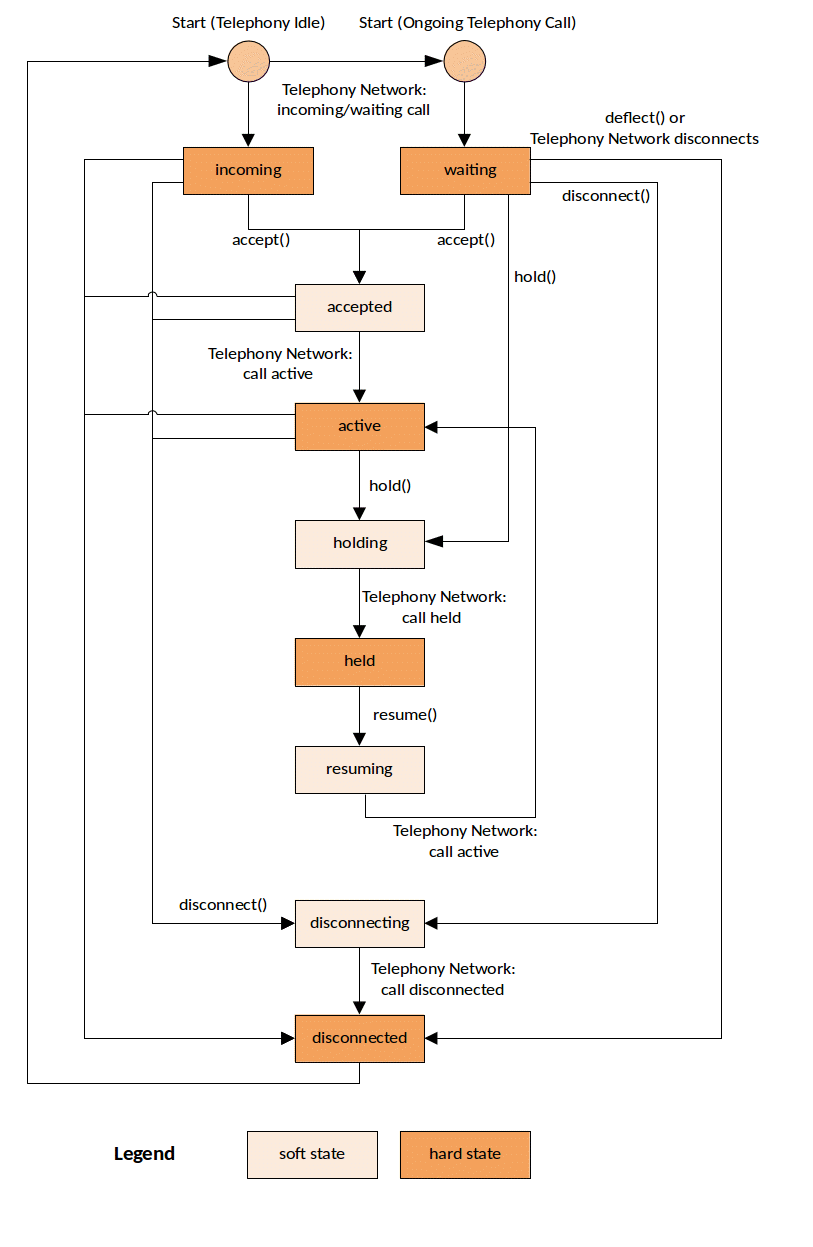 Start (Telephony Idle)
Start (Ongoing Telephony Call)
Telephony Network:
incoming/waiting call
deflect() or
Telephony Network disconnects
incoming
waiting
disconnect()
accept()
accept()
hold()
accepted
Telephony Network:
call active
active
hold()
holding
Telephony Network:
call held
held
resume()
resuming
Telephony Network:
call active
disconnect()
disconnecting
Telephony Network:
call disconnected
disconnected
Legend
soft state
hard state